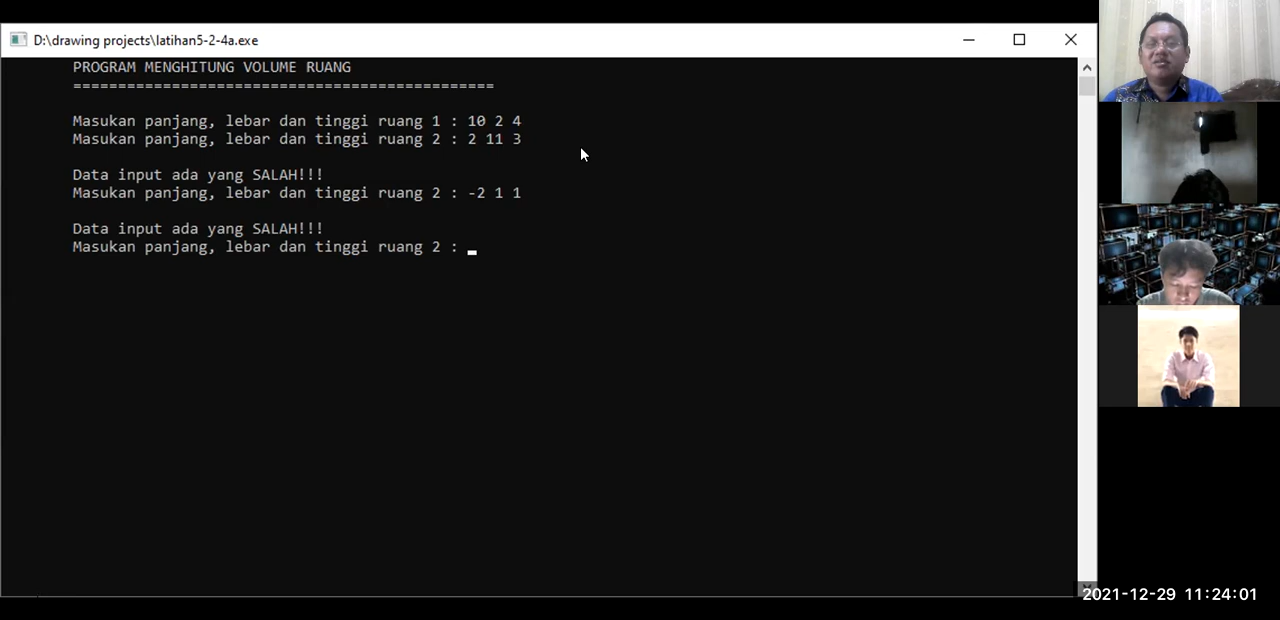 D:\drawing projects\latihan5-2-4a.exe
PROGRAM MENGHITUNG VOLUME RUANG
===============================================
Masukan panjang, lebar dan tinggi ruang 1 : 10 2 4
Masukan panjang, lebar dan tinggi ruang 2 : 2 11 3
Data input ada yang SALAH!!!
Masukan panjang, lebar dan tinggi ruang 2 : -2 1 1
Data input ada yang SALAH!!!
Masukan panjang, lebar dan tinggi ruang 2 :
2021-12-29 11:24:01